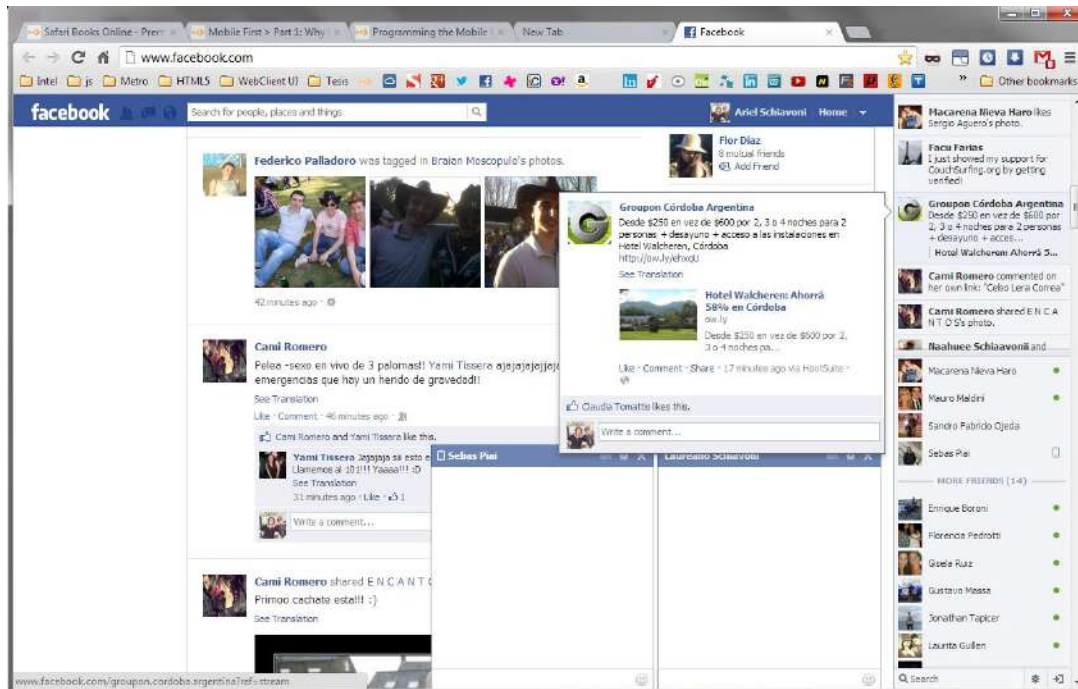 Safari Books Online - Prem
Mobile First > Part 1: Why
Programming the Mobile
New Tab
Facebook
www.facebook.com
Intel
js
Metro
HTML5
WebClient UI
Tesis
Other bookmarks
facebook
Search for people, places and things
Ariel Schiavoni
Home
Federico Palladoro was tagged in Braian Moscopulo's photos.
42 minutes ago
Cami Romero
Pelea -sexo en vivo de 3 palomas!! Yami Tissera
emergencias que hay un herido de gravedad!!
See Translation
Like · Comment · 46 minutes ago
Cami Romero and Yami Tissera like this.
Yami Tissera Jajajaja sii esto e
Llamemos al 101!!! Yaaaa!!! :D
See Translation
31 minutes ago · Like · 1
Write a comment...
Cami Romero shared E N C A N T O
Primoo cachate esta!!! :)
See Translation
www.facebook.com/groupon.cordoba.argentina?ref=stream
Flor Diaz
8 mutual friends
Add Friend
Groupon Córdoba Argentina
Desde $250 en vez de $600 por 2, 3 o 4 noches para 2
personas + desayuno + acceso a las instalaciones en
Hotel Walcheren, Córdoba
http://ow.ly/ehxqU
See Translation
Hotel Walcheren: Ahorrá
58% en Córdoba
ow.ly
Desde $250 en vez de $600 por 2,
3 o 4 noches pa...
Like · Comment · Share · 17 minutes ago via HootSuite ·
Claudia Tomatte likes this.
Write a comment...
Sebas Piai
Laureano Schiavoni
Macarena Nieva Haro likes
Sergio Aguero's photo.
Facu Farias
I just showed my support for
CouchSurfing.org by getting
verified!
Groupon Córdoba Argentina
Desde $250 en vez de $600 por
2, 3 o 4 noches para 2 personas
+ desayuno + acces...
Hotel Walcheren: Ahorrá 5...
Cami Romero commented on
her own link: "Cebo Lera Correa"
Cami Romero shared E N C A
N T O S's photo.
Naahuee Schiaavonii and
Macarena Nieva Haro
Mauro Maldini
Sandro Fabricio Ojeda
Sebas Piai
MORE FRIENDS (14)
Enrique Boroni
Florencia Pedrotti
Gisela Ruiz
Gustavo Massa
Jonathan Tapicer
Laurita Guillen
Search